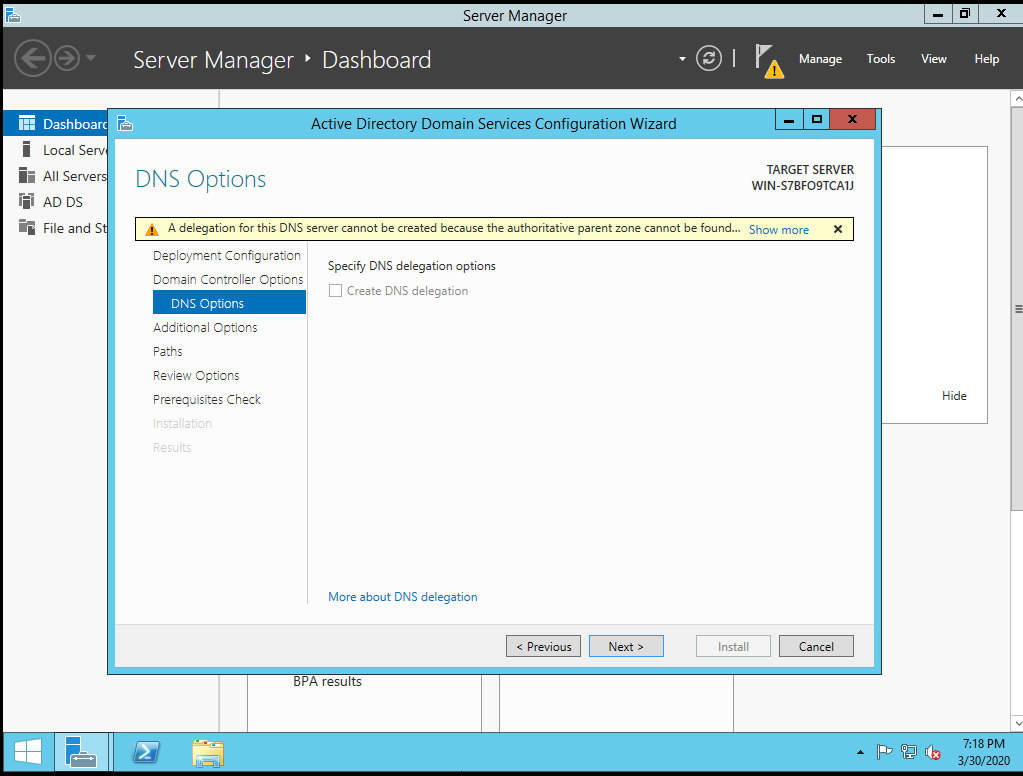 Server Manager
Server Manager Dashboard
Manage Tools View Help
Dashboard
Local Serve
All Servers
AD DS
File and St
Active Directory Domain Services Configuration Wizard
DNS Options
TARGET SERVER
WIN-S7BFO9TCA1J
A delegation for this DNS server cannot be created because the authoritative parent zone cannot be found... Show more
Deployment Configuration
Domain Controller Options
DNS Options
Additional Options
Paths
Review Options
Prerequisites Check
Installation
Results
Specify DNS delegation options
Create DNS delegation
More about DNS delegation
< Previous Next > Install Cancel
Hide
BPA results
7:18 PM
3/30/2020